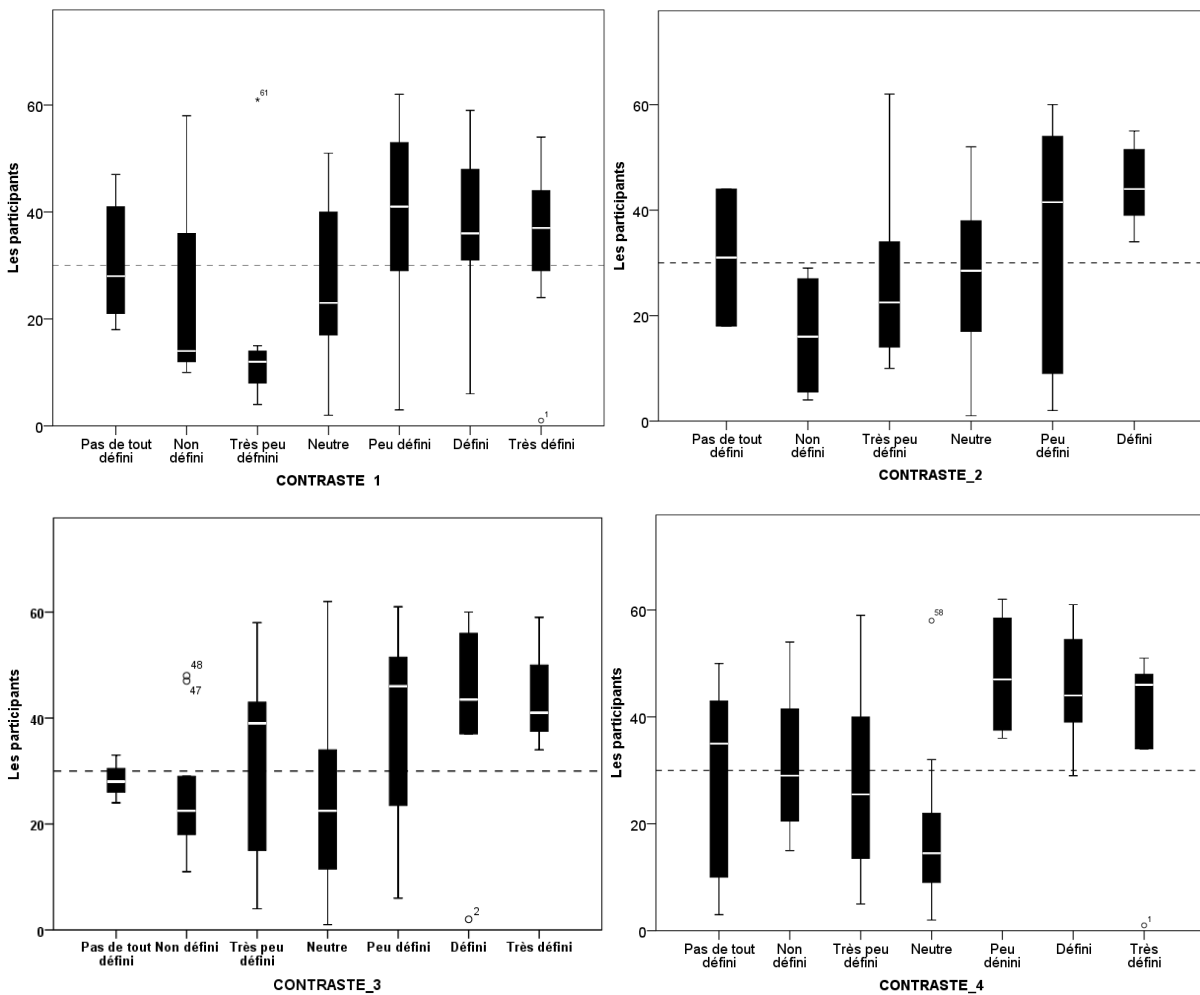 Les participants
60
40
20
0
61
1
Pas de tout défini
Non défini
Très peu défnini
Neutre
Peu défini
Défini
Très défini
CONTRASTE 1
Les participants
60
40
20
0
Pas de tout défini
Non défini
Très peu défini
Neutre
Peu défini
Défini
CONTRASTE_2
Les participants
60
40
20
0
48
47
2
Pas de tout défini
Non défini
Très peu défini
Neutre
Peu défini
Défini
Très défini
CONTRASTE_3
Les participants
60
40
20
0
58
1
Pas de tout défini
Non défini
Très peu défini
Neutre
Peu dénini
Défini
Très défini
CONTRASTE_4